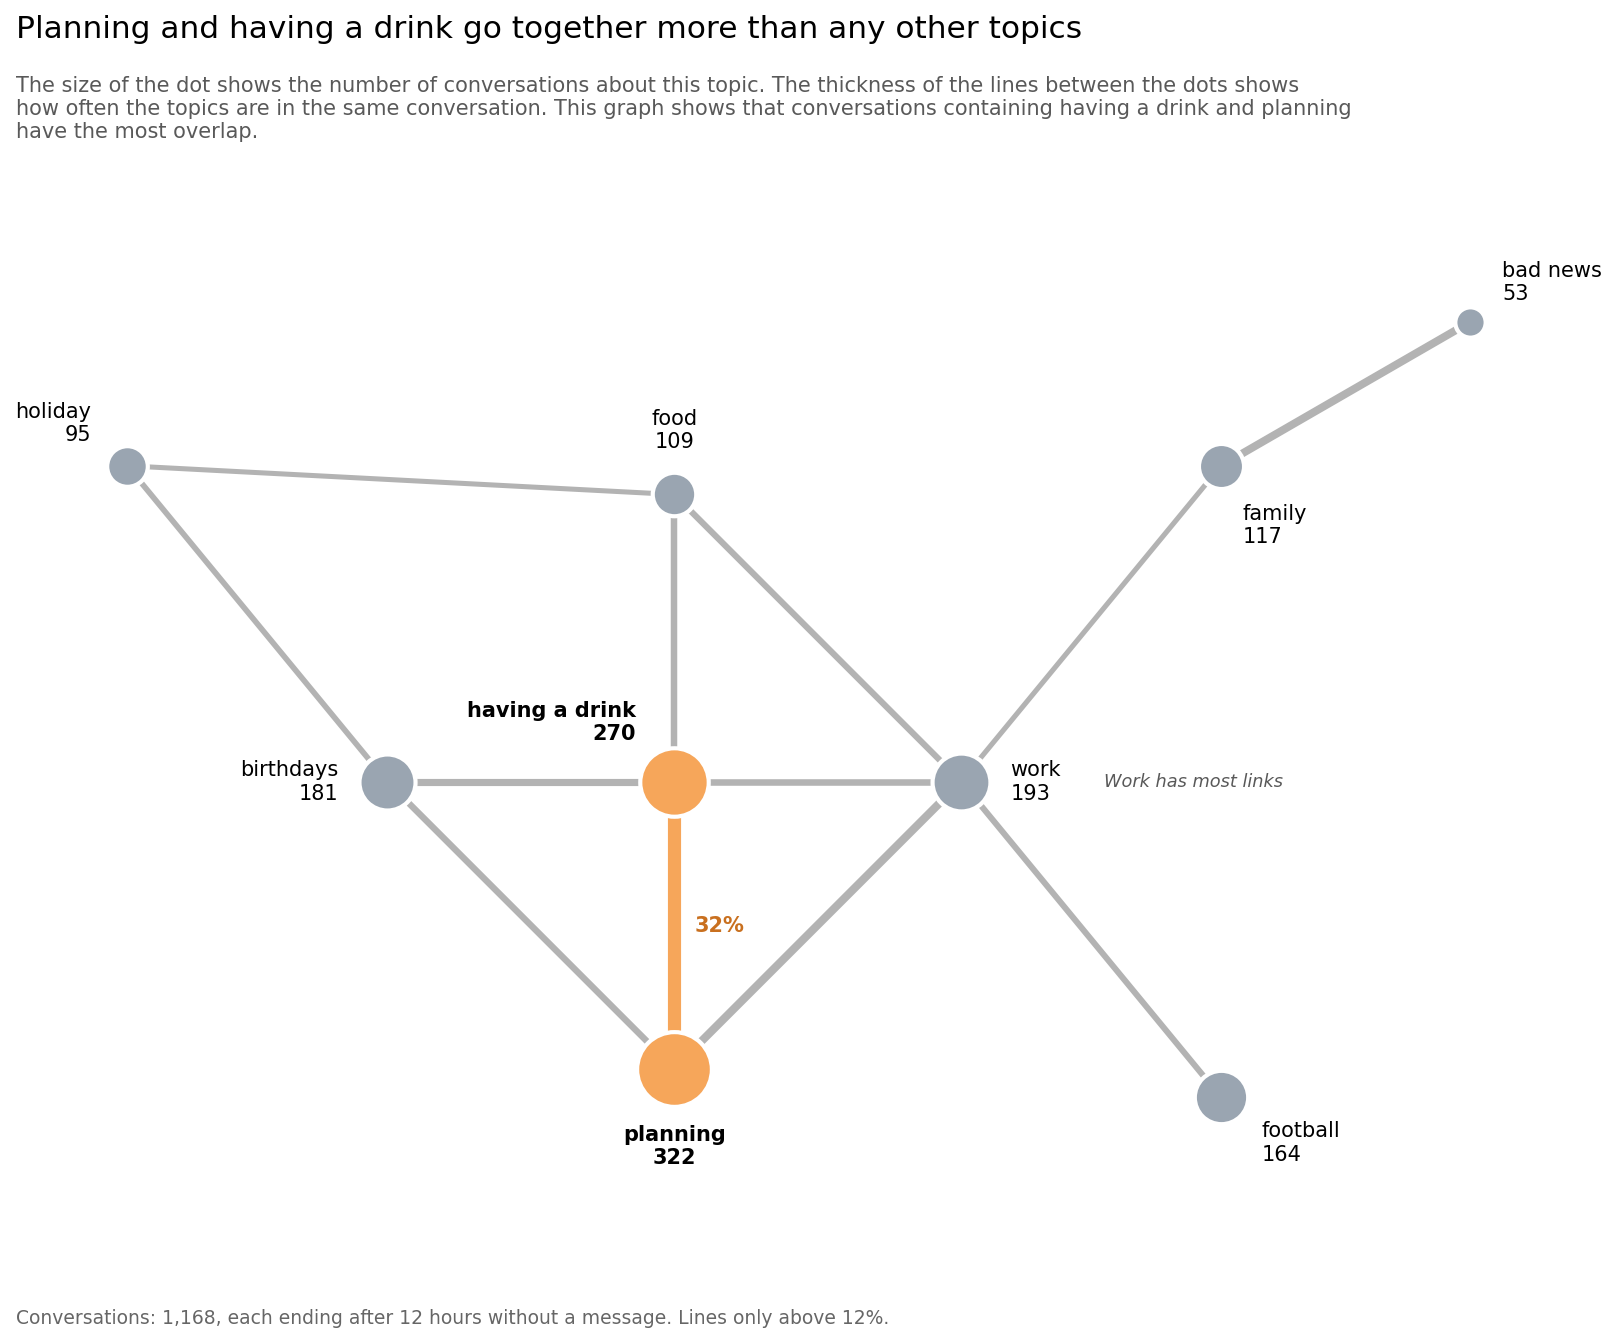 Planning and having a drink go together more than any other topics
The size of the dot shows the number of conversations about this topic. The thickness of the lines between the dots shows
how often the topics are in the same conversation. This graph shows that conversations containing having a drink and planning
have the most overlap.
bad news
53
holiday
95
food
109
family
117
having a drink
270
birthdays
181
work
193
Work has most links
32%
planning
322
football
164
Conversations: 1,168, each ending after 12 hours without a message. Lines only above 12%.